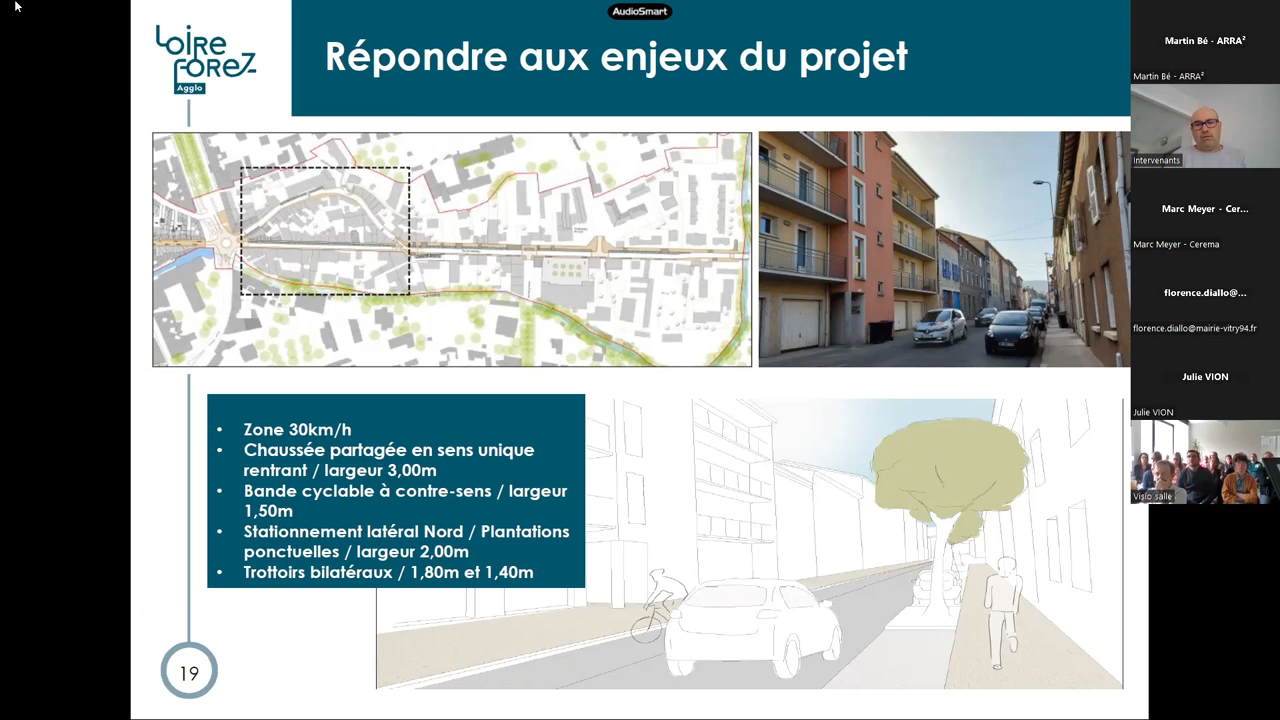 AudioSmart
LoiRe
foReZ
Agglo
Répondre aux enjeux du projet
Martin Bé - ARRA²
Martin Bé - ARRA²
Intervenants
Marc Meyer - Cer...
Marc Meyer - Cerema
florence.diallo@...
florence.diallo@mairie-vitry94.fr
Julie VION
Julie VION
Visio salle
• Zone 30km/h
• Chaussée partagée en sens unique
rentrant / largeur 3,00m
• Bande cyclable à contre-sens / largeur
1,50m
• Stationnement latéral Nord / Plantations
ponctuelles / largeur 2,00m
• Trottoirs bilatéraux / 1,80m et 1,40m
19